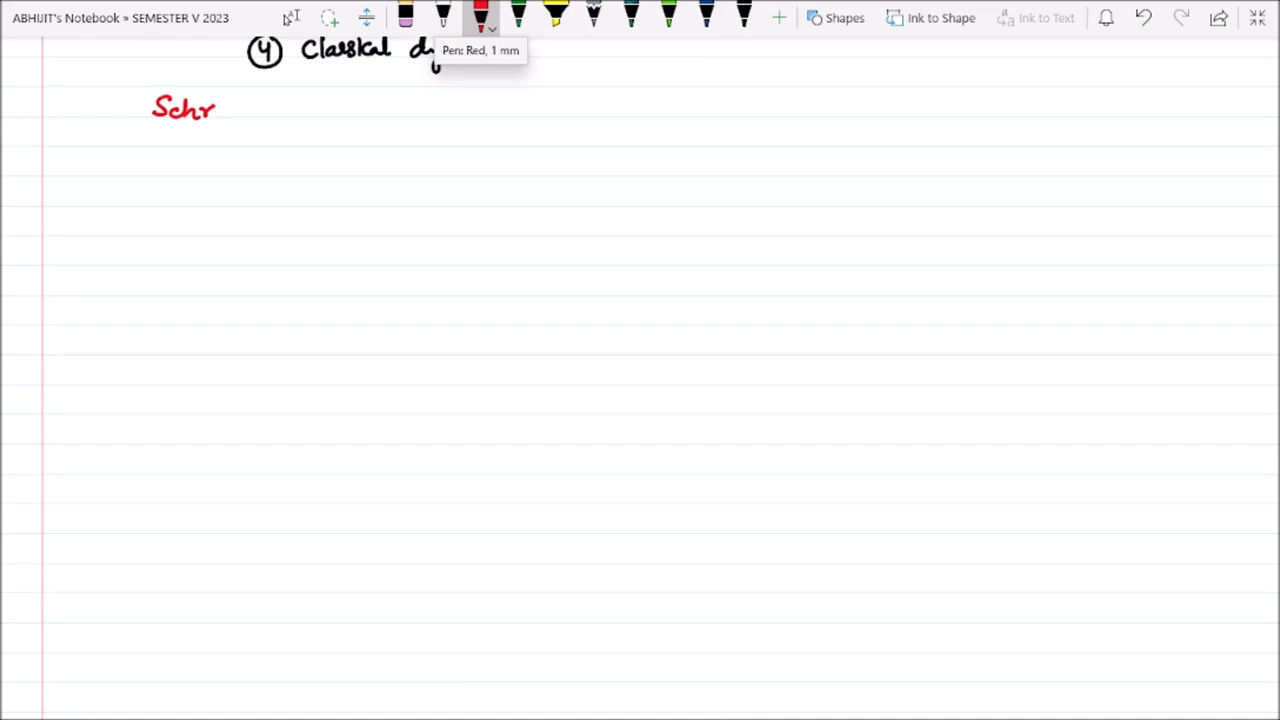 ABHIJIT's Notebook » SEMESTER V 2023
Shapes
Ink to Shape
Ink to Text
④ Classical
Pen: Red, 1 mm
Schr